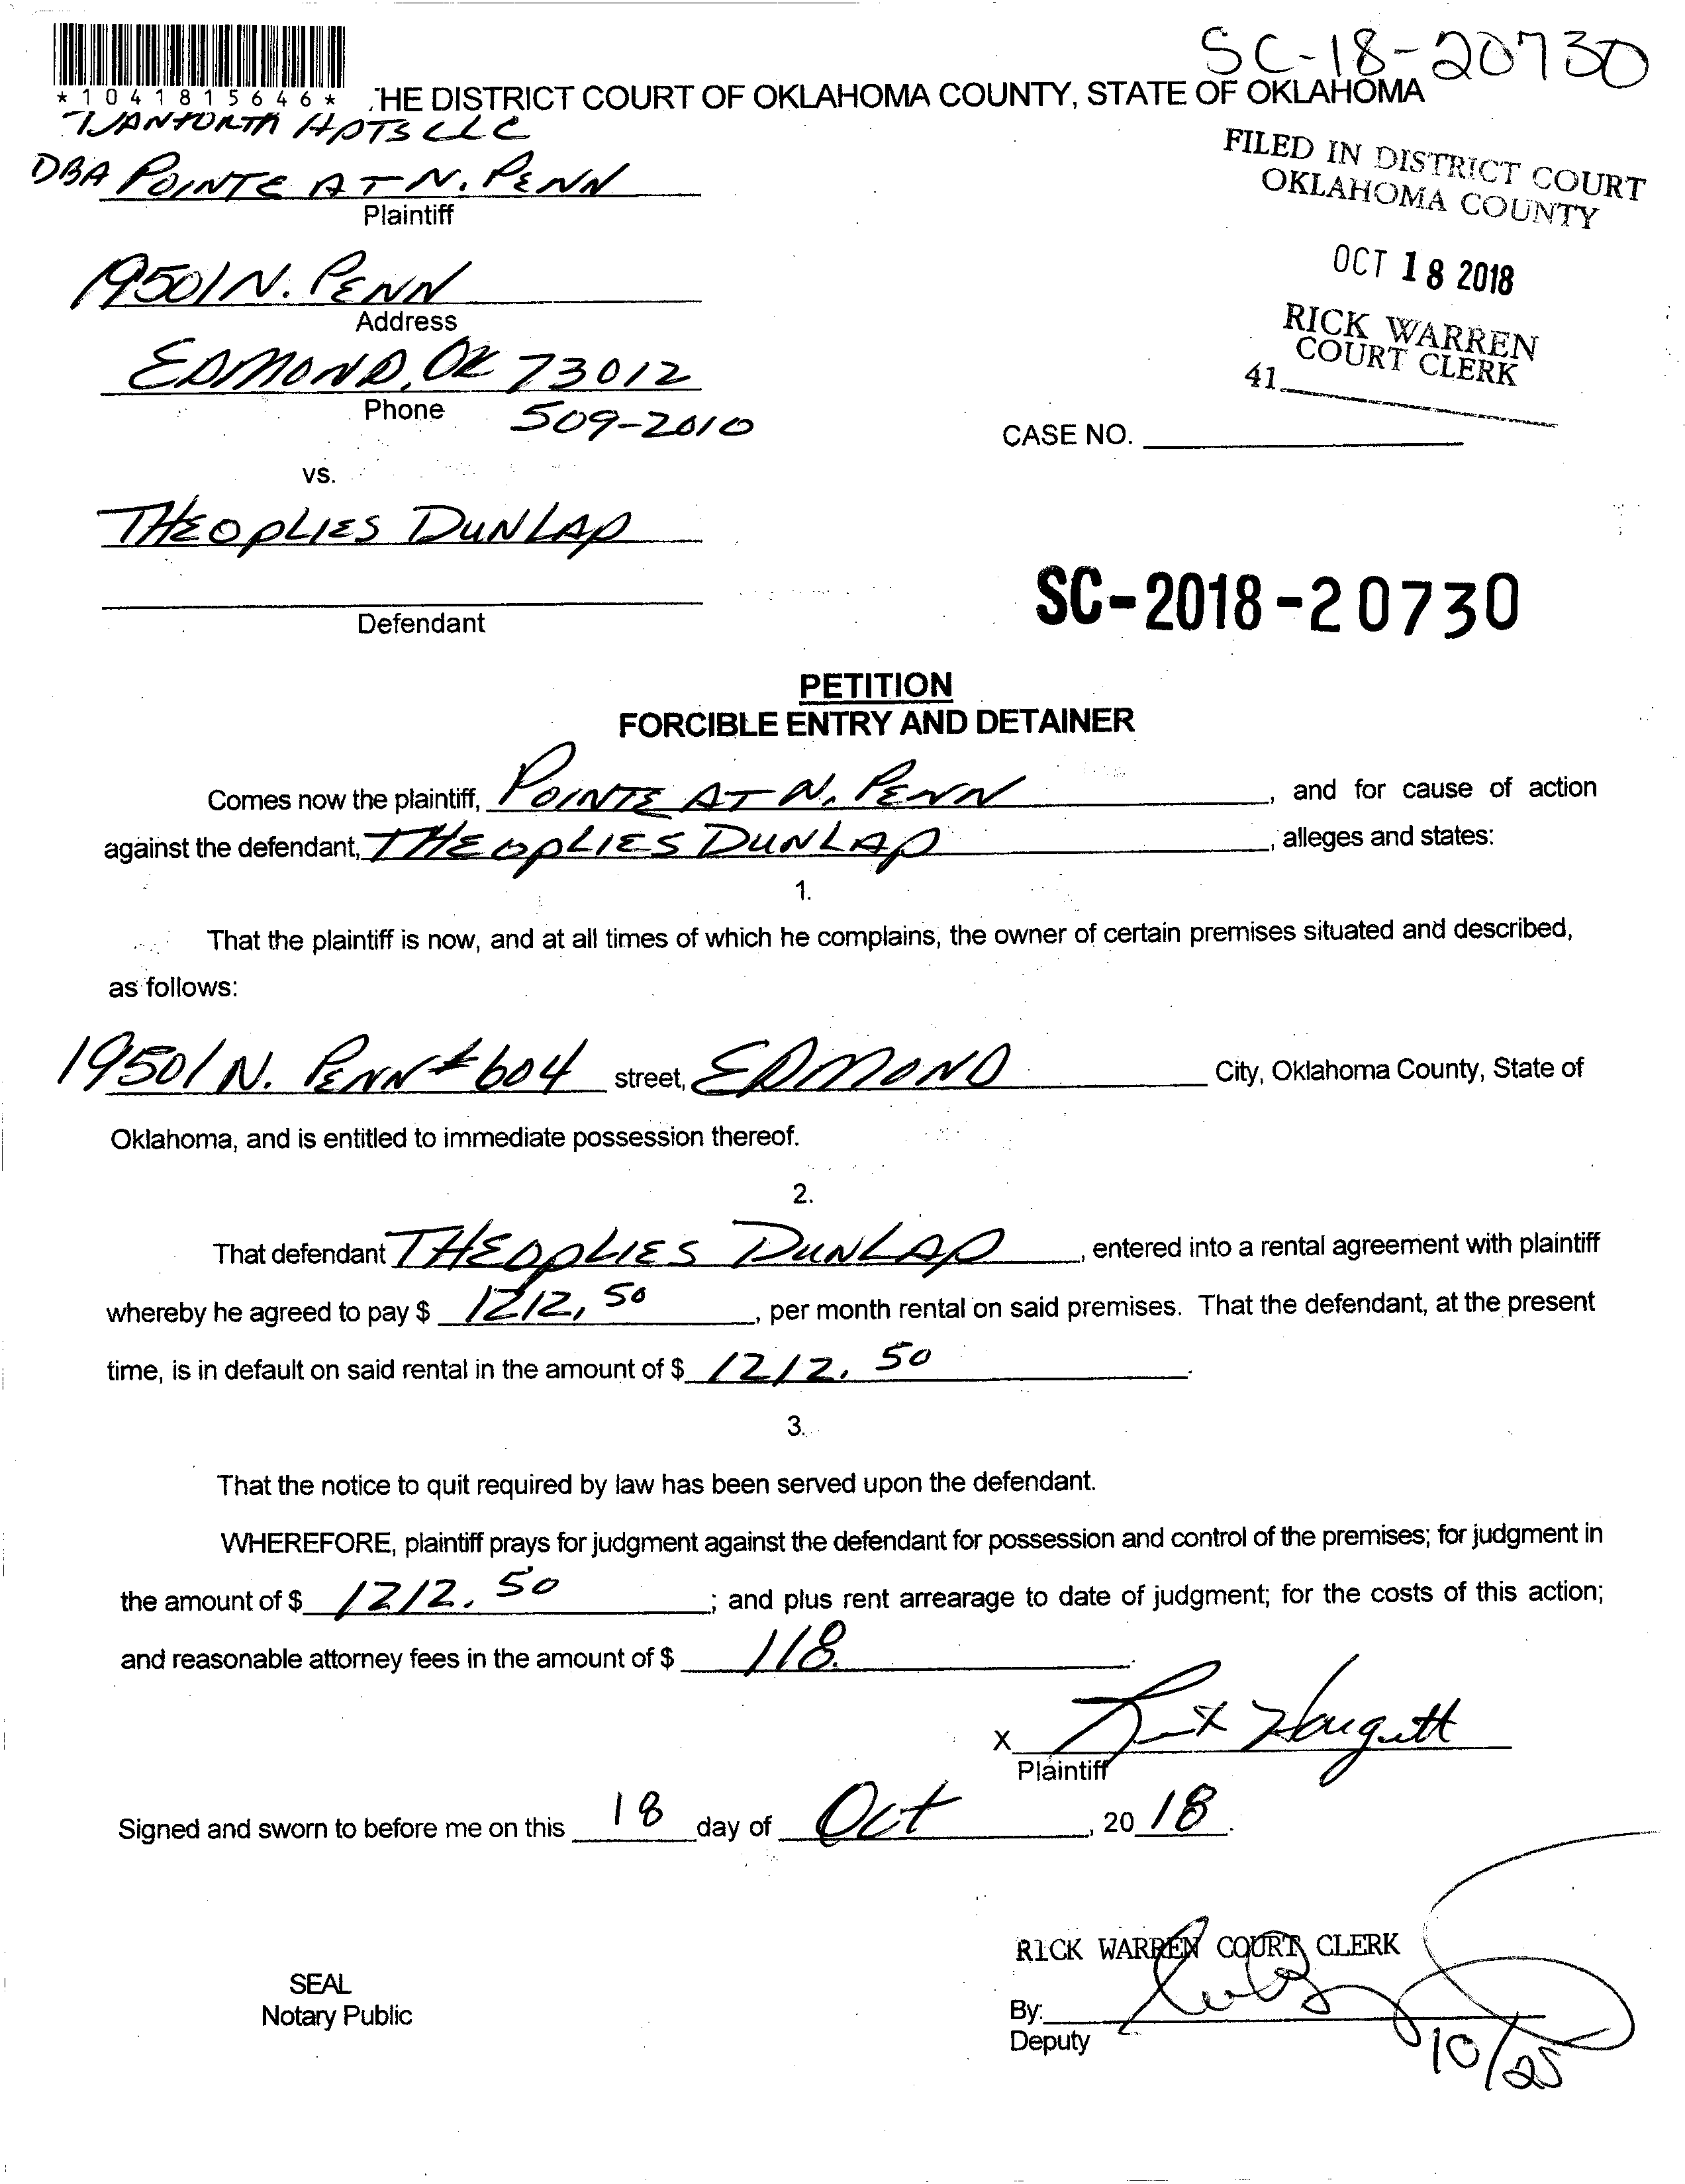 SC-18-20730
*1041815646* THE DISTRICT COURT OF OKLAHOMA COUNTY, STATE OF OKLAHOMA
APTS LLC
DBA POINTE AT N. PENN
Plaintiff
FILED IN DISTRICT COURT
OKLAHOMA COUNTY
OCT 18 2018
RICK WARREN
COURT CLERK
41
19501 N. PENN
Address
EDMOND, OK 73012
Phone 509-2010
CASE NO.
vs.
THEOPLIES DUNLAP
Defendant
SC-2018-20730
PETITION
FORCIBLE ENTRY AND DETAINER
Comes now the plaintiff, POINTE AT N. PENN, and for cause of action
against the defendant, THEOPLIES DUNLAP, alleges and states:
1.
That the plaintiff is now, and at all times of which he complains, the owner of certain premises situated and described,
as follows:
19501 N. PENN #604 street, EDMOND City, Oklahoma County, State of
Oklahoma, and is entitled to immediate possession thereof.
2.
That defendant THEOPLIES DUNLAP, entered into a rental agreement with plaintiff
whereby he agreed to pay $ 1212.50, per month rental on said premises. That the defendant, at the present
time, is in default on said rental in the amount of $ 1212.50.
3.
That the notice to quit required by law has been served upon the defendant.
WHEREFORE, plaintiff prays for judgment against the defendant for possession and control of the premises; for judgment in
the amount of $ 1212.50; and plus rent arrearage to date of judgment; for the costs of this action;
and reasonable attorney fees in the amount of $ 118.
X
Plaintiff
Signed and sworn to before me on this 18 day of Oct, 2018.
RICK WARREN COURT CLERK
SEAL
Notary Public
By:
Deputy
10/25